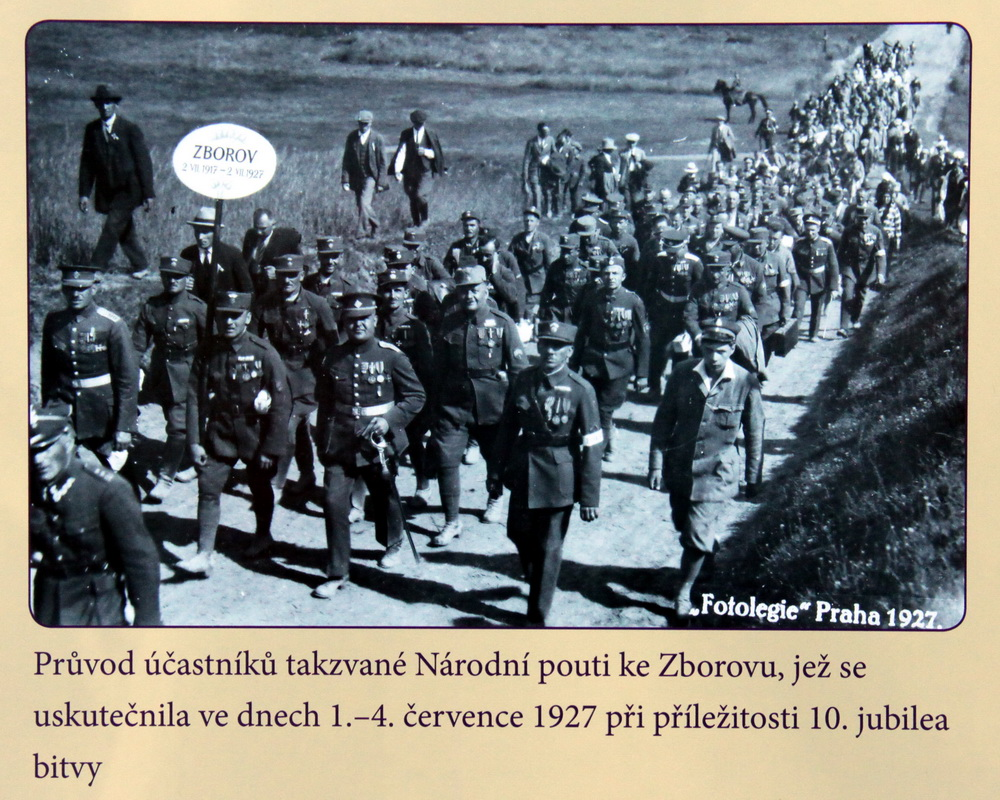 ZBOROV
2 VII 1917 – 2 VII 1927
„Fotolegie“ Praha 1927.
Průvod účastníků takzvané Národní pouti ke Zborovu, jež se
uskutečnila ve dnech 1.–4. července 1927 při příležitosti 10. jubilea
bitvy